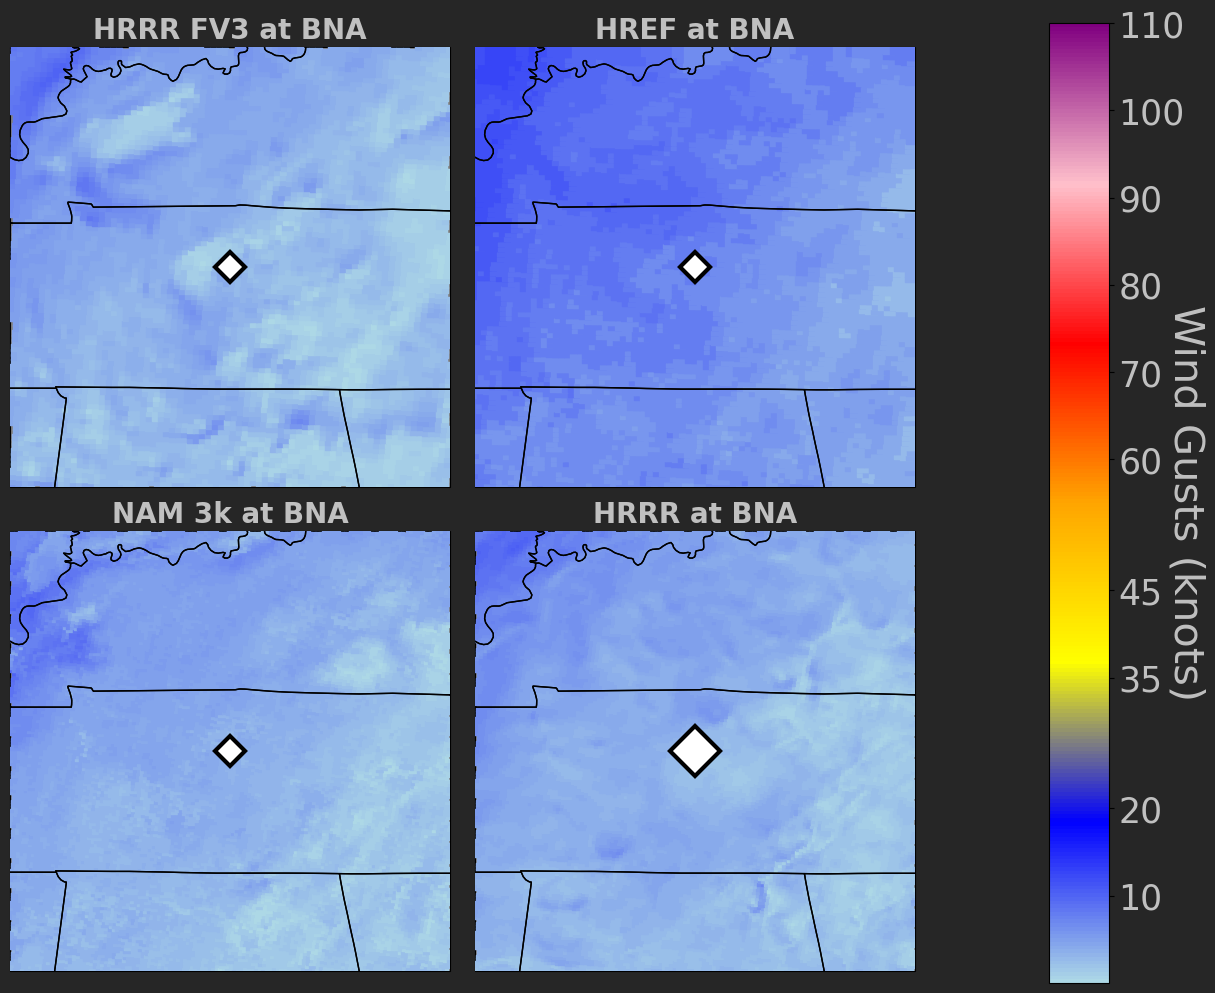 HRRR FV3 at BNA
HREF at BNA
NAM 3k at BNA
HRRR at BNA
110
100
90
80
70
60
45
35
20
10
Wind Gusts (knots)